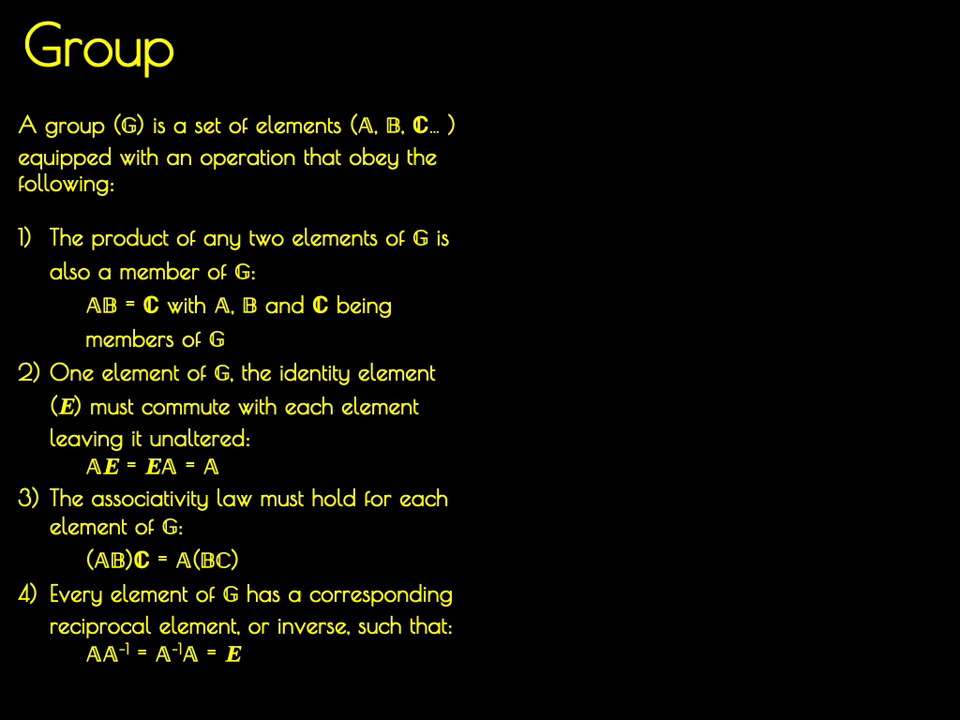 Group
A group (𝔾) is a set of elements (𝔸, 𝔹, ℂ... )
equipped with an operation that obey the
following:
1) The product of any two elements of 𝔾 is
also a member of 𝔾:
𝔸𝔹 = ℂ with 𝔸, 𝔹 and ℂ being
members of 𝔾
2) One element of 𝔾, the identity element
(𝑬) must commute with each element
leaving it unaltered:
𝔸𝑬 = 𝑬𝔸 = 𝔸
3) The associativity law must hold for each
element of 𝔾:
(𝔸𝔹)ℂ = 𝔸(𝔹ℂ)
4) Every element of 𝔾 has a corresponding
reciprocal element, or inverse, such that:
𝔸𝔸⁻¹ = 𝔸⁻¹𝔸 = 𝑬